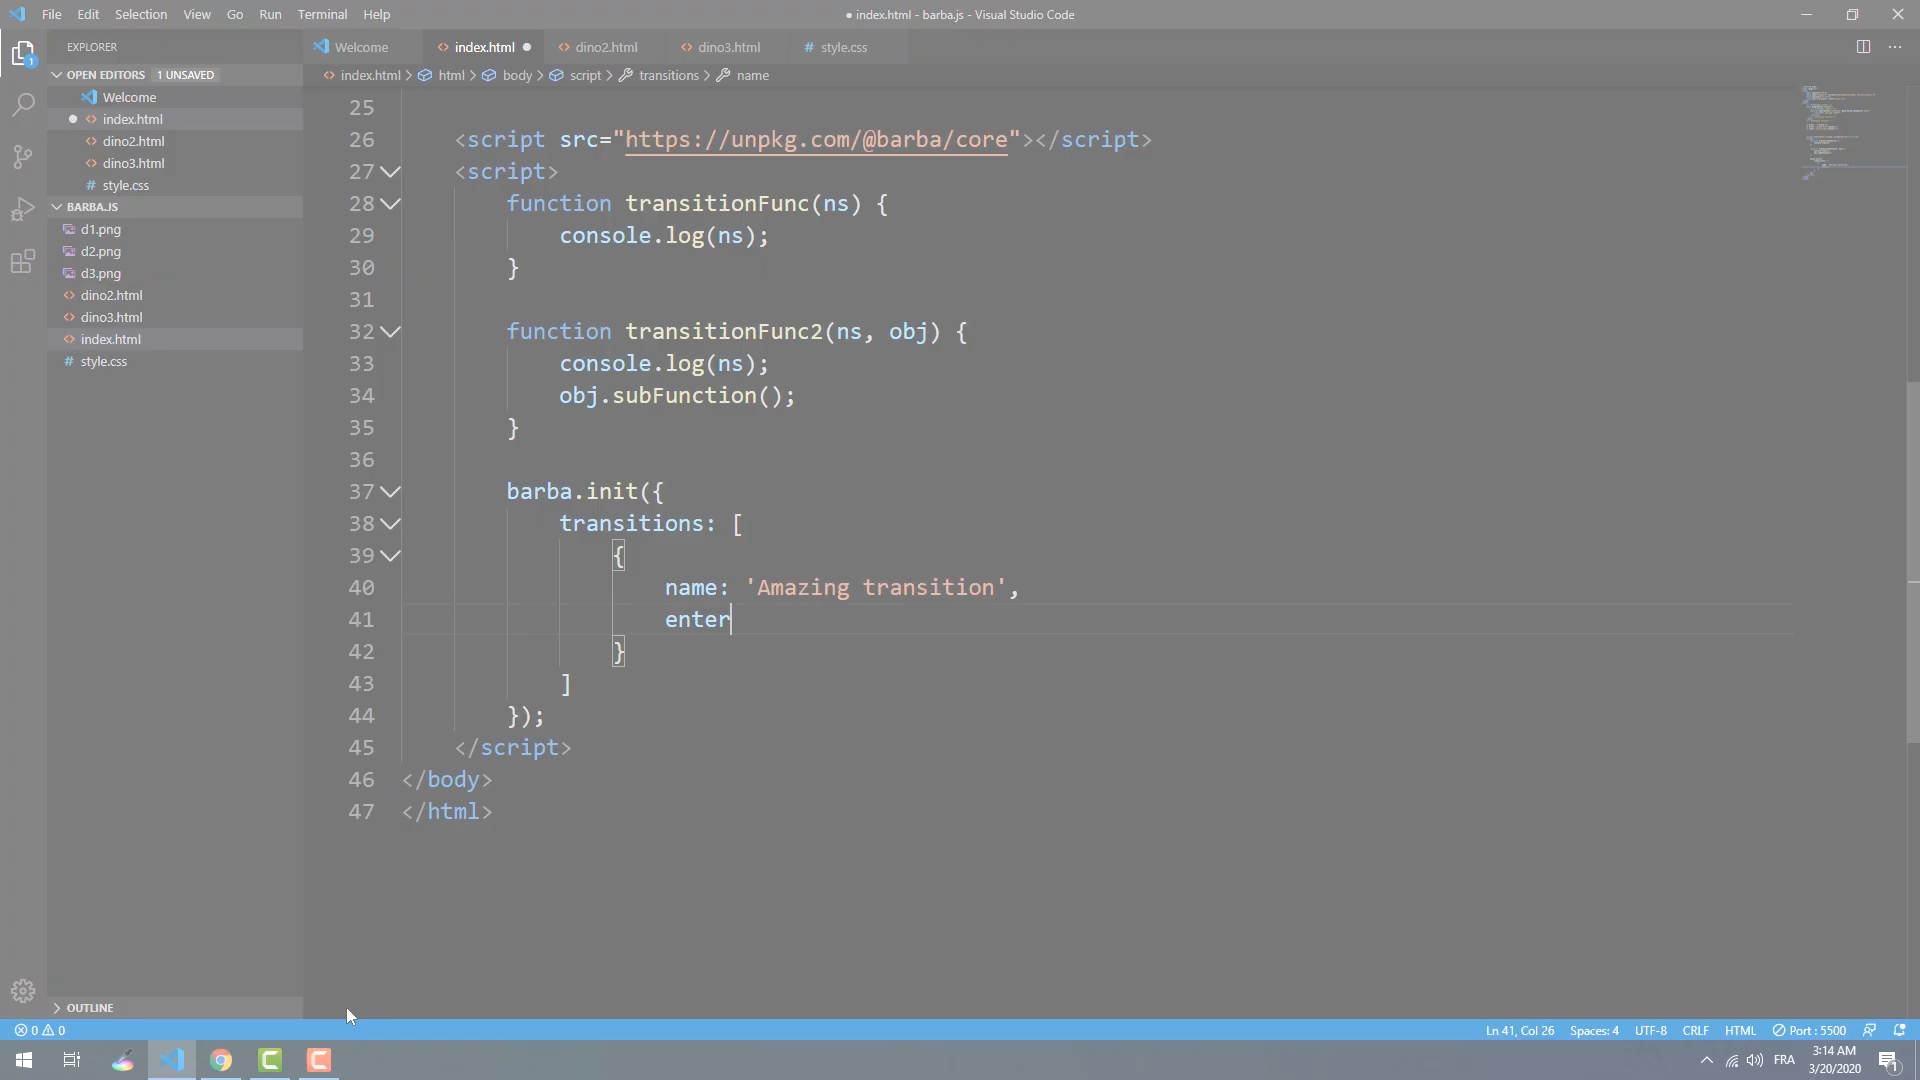 File Edit Selection View Go Run Terminal Help
● index.html - barba.js - Visual Studio Code
EXPLORER
Welcome index.html dino2.html dino3.html # style.css
OPEN EDITORS 1 UNSAVED
index.html > html > body > script > transitions > name
Welcome
index.html
dino2.html
dino3.html
# style.css
BARBA.JS
d1.png
d2.png
d3.png
dino2.html
dino3.html
index.html
# style.css
25
26 <script src="https://unpkg.com/@barba/core"></script>
27 <script>
28 function transitionFunc(ns) {
29 console.log(ns);
30 }
31
32 function transitionFunc2(ns, obj) {
33 console.log(ns);
34 obj.subFunction();
35 }
36
37 barba.init({
38 transitions: [
39 {
40 name: 'Amazing transition',
41 enter
42 }
43 ]
44 });
45 </script>
46 </body>
47 </html>
OUTLINE
0 0 Ln 41, Col 26 Spaces: 4 UTF-8 CRLF HTML Port : 5500
FRA 3:14 AM
3/20/2020
1
1